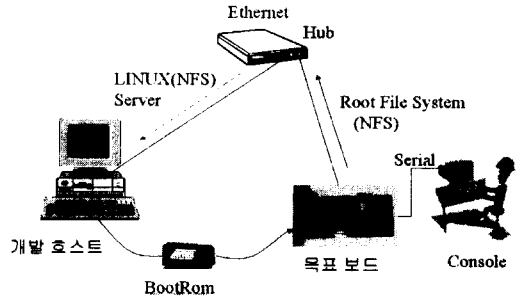 Ethernet
Hub
LINUX(NFS)
Server
Root File System
(NFS)
Serial
개발 호스트
목표 보드
Console
BootRom